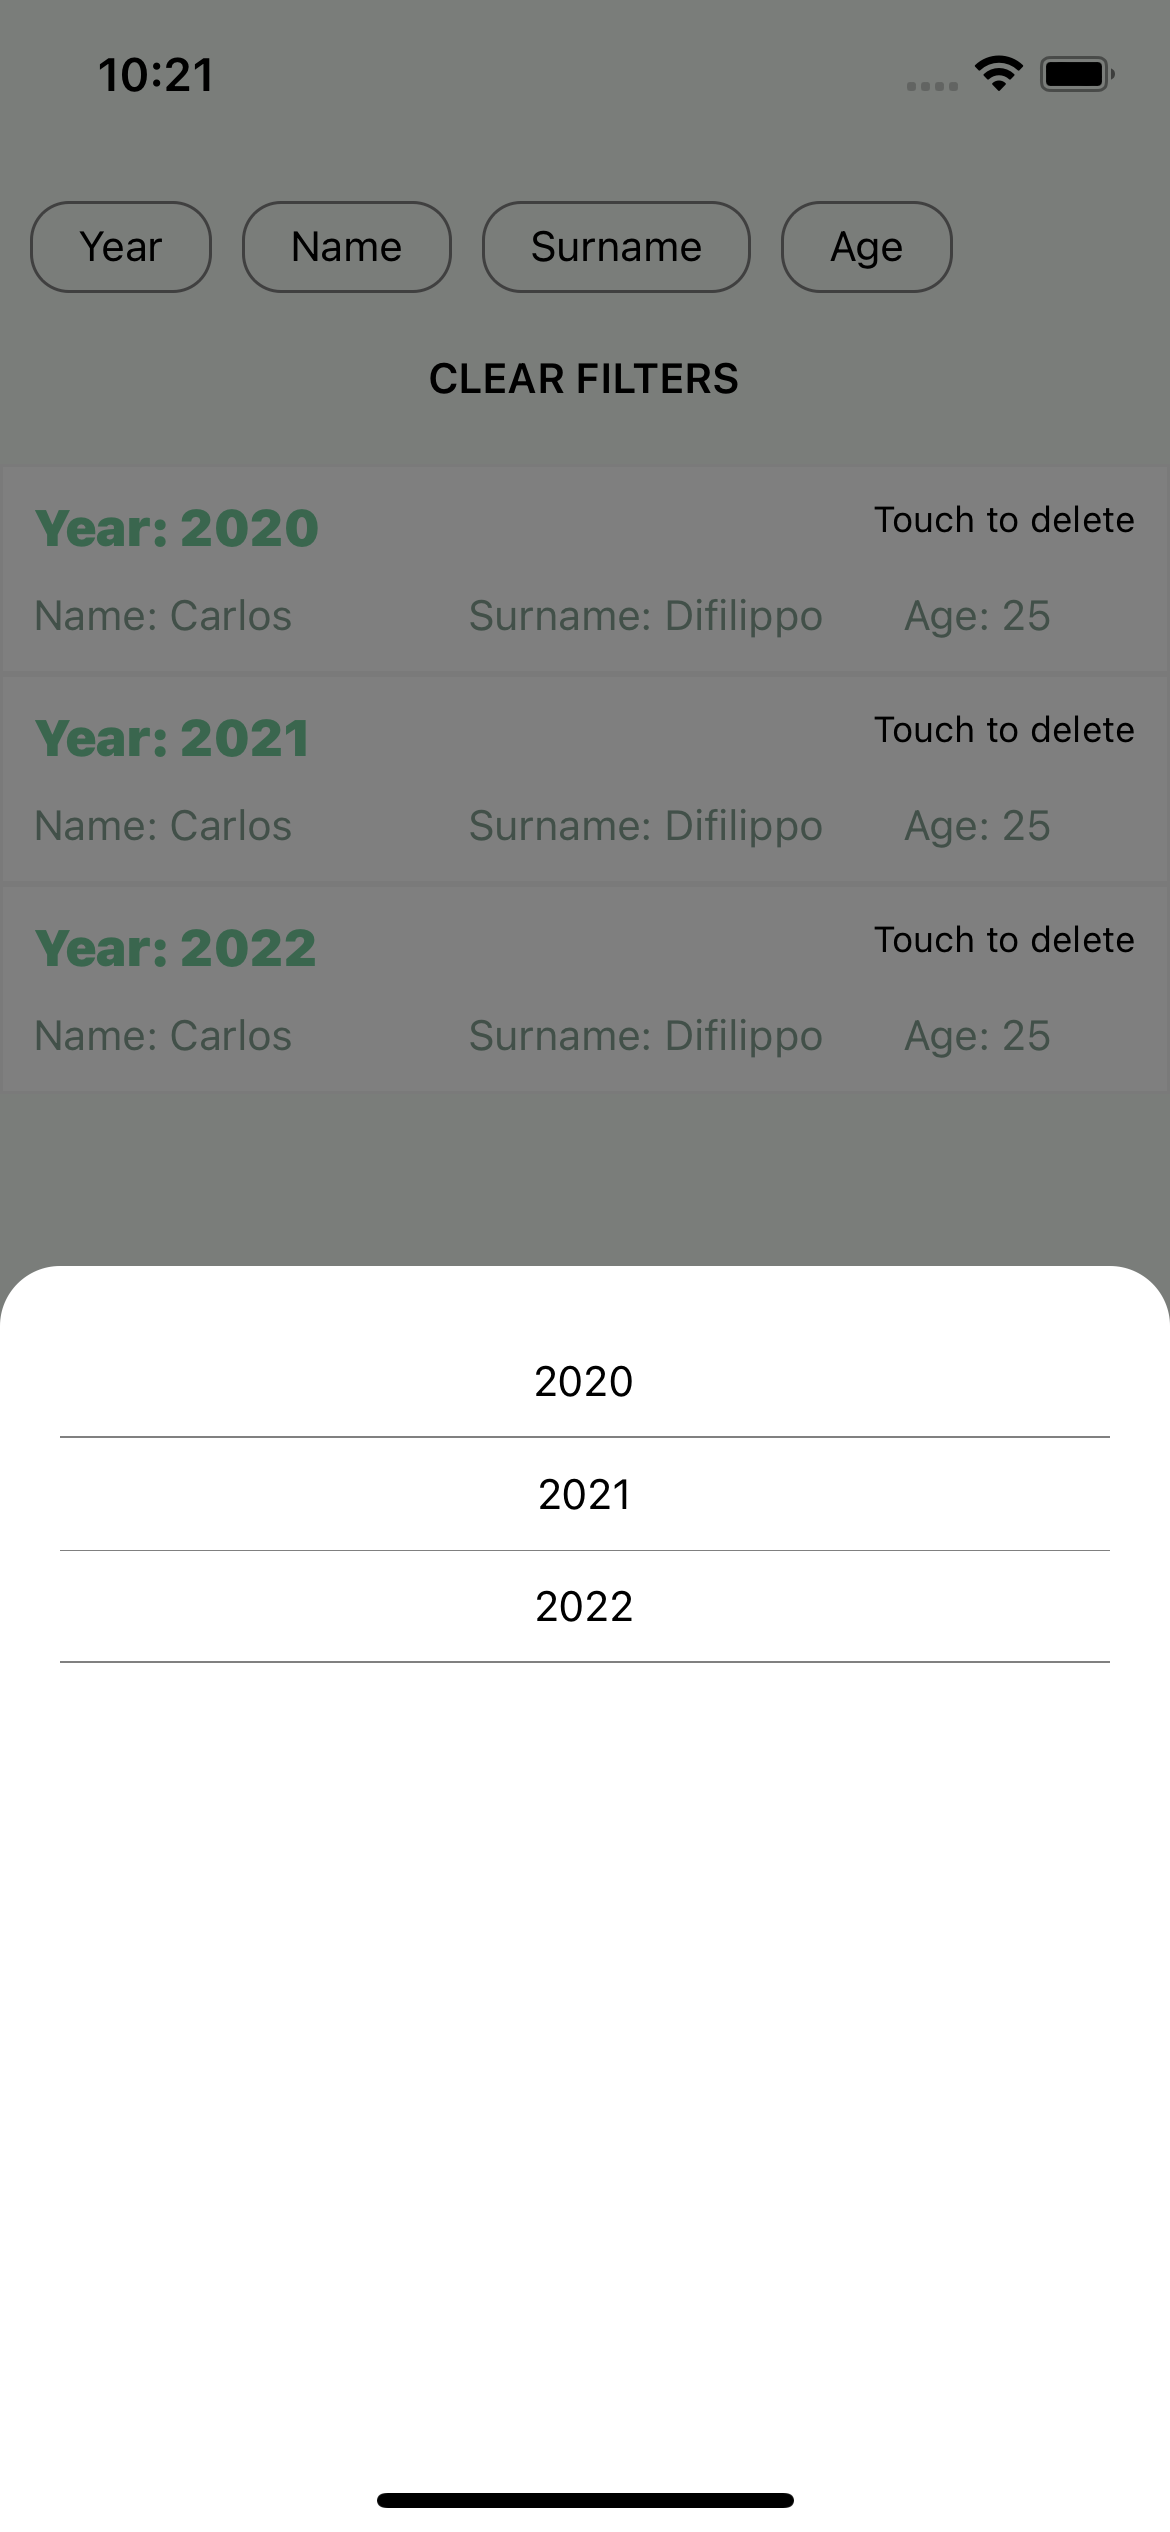 10:21
Year Name Surname Age
CLEAR FILTERS
Year: 2020 Touch to delete
Name: Carlos Surname: Difilippo Age: 25
Year: 2021 Touch to delete
Name: Carlos Surname: Difilippo Age: 25
Year: 2022 Touch to delete
Name: Carlos Surname: Difilippo Age: 25
2020
2021
2022